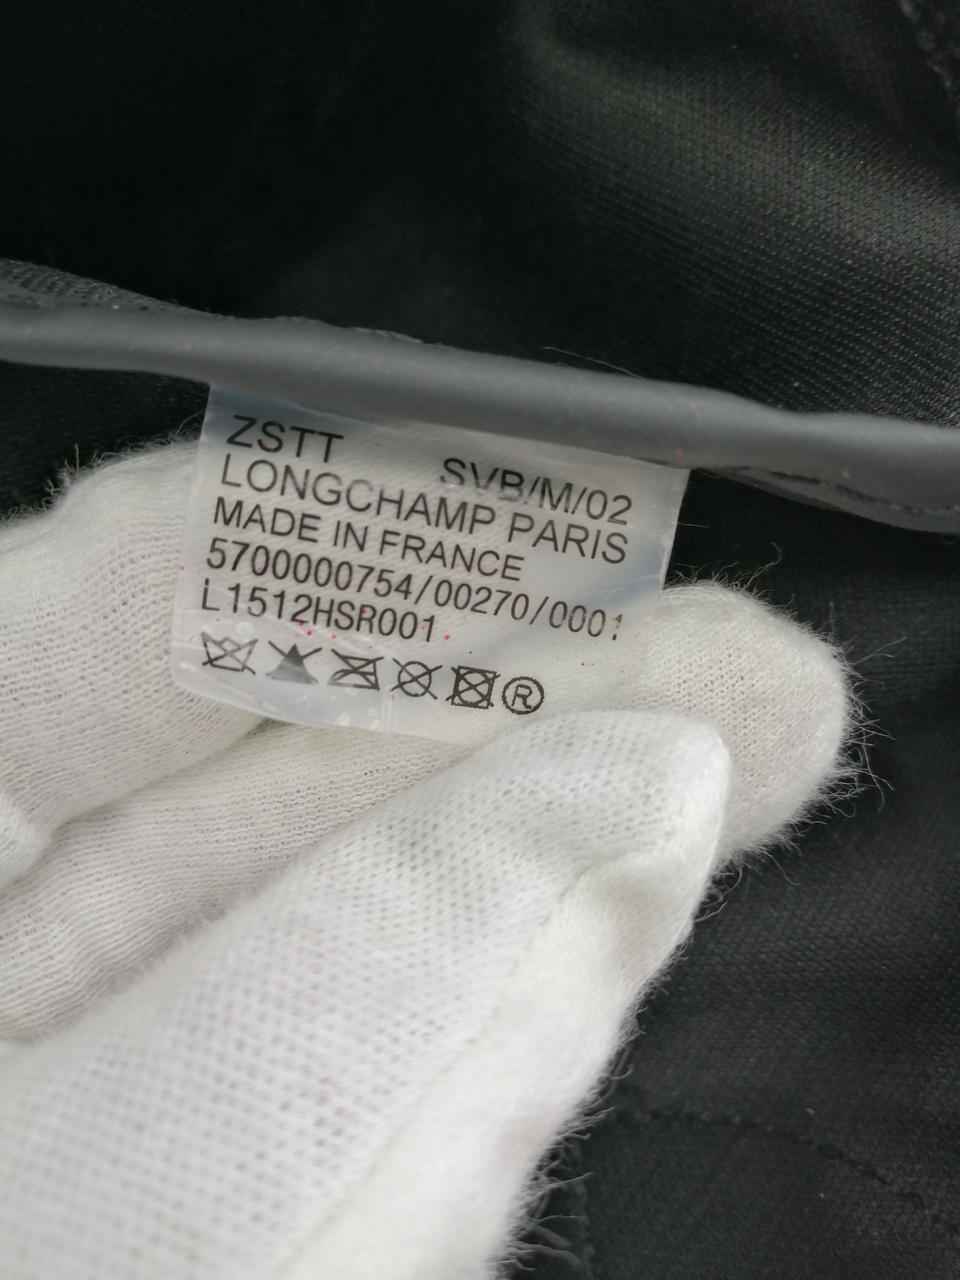 ZSTT SVB/M/02
LONGCHAMP PARIS
MADE IN FRANCE
5700000754/00270/0001
L1512HSR001
®